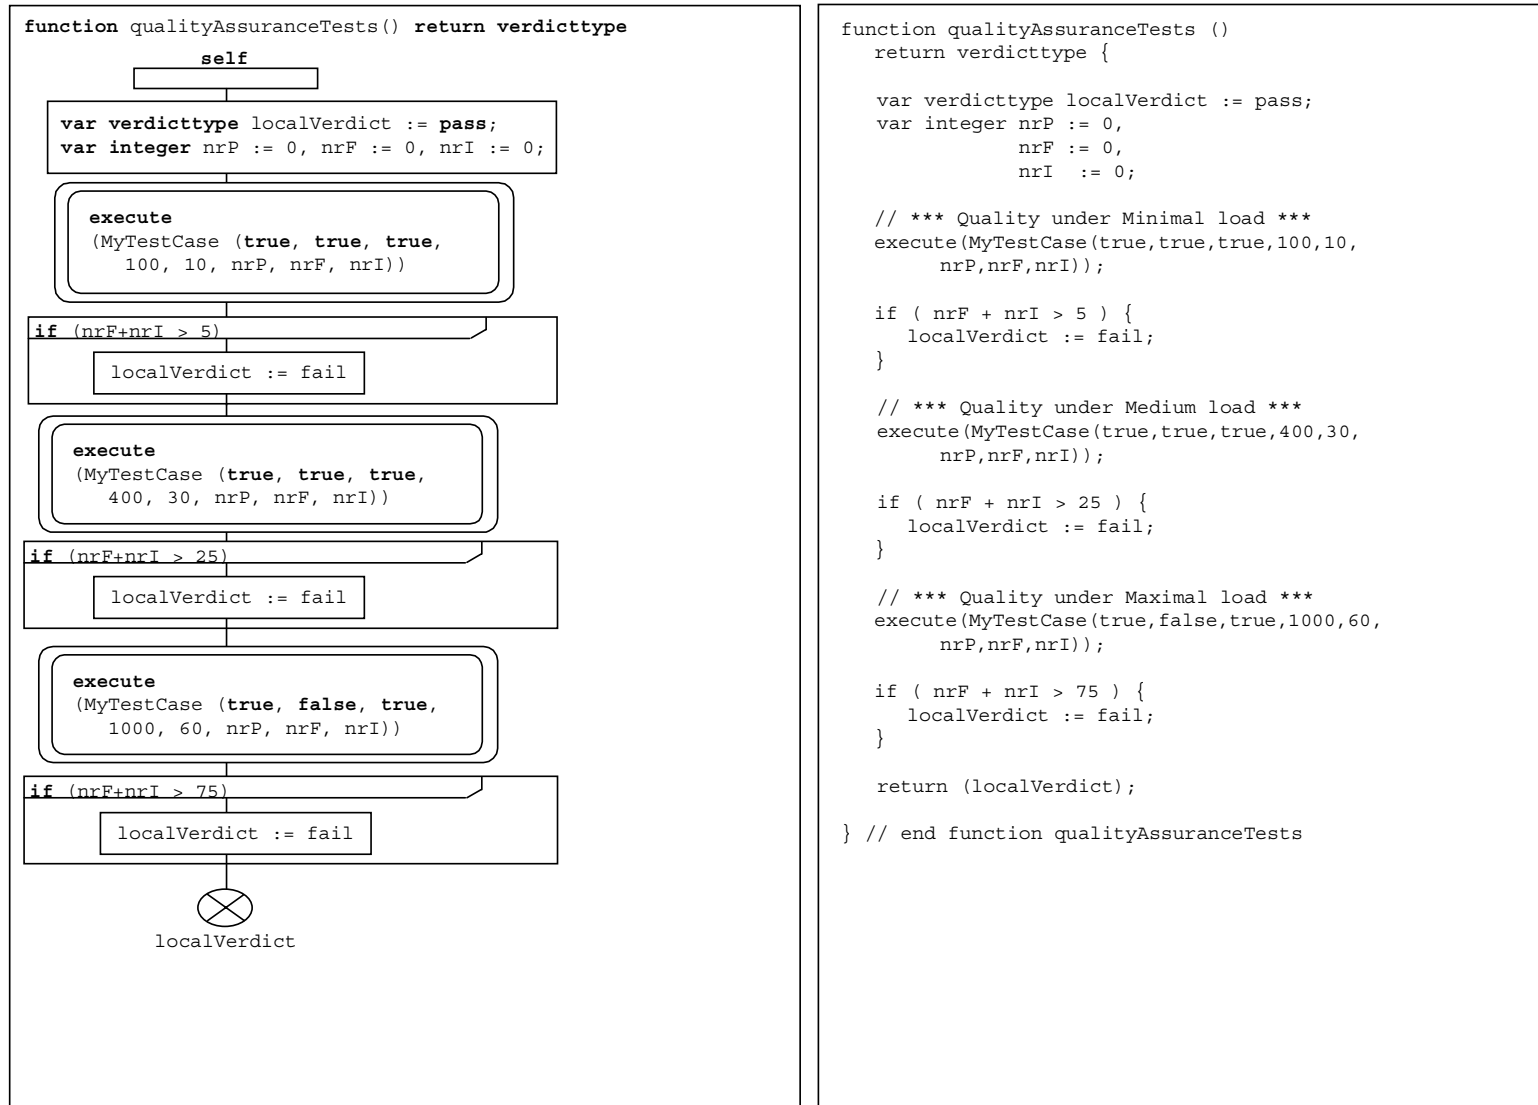 function qualityAssuranceTests() return verdicttype
self
var verdicttype localVerdict := pass;
var integer nrP := 0, nrF := 0, nrI := 0;
execute
(MyTestCase (true, true, true,
100, 10, nrP, nrF, nrI))
if (nrF+nrI > 5)
localVerdict := fail
execute
(MyTestCase (true, true, true,
400, 30, nrP, nrF, nrI))
if (nrF+nrI > 25)
localVerdict := fail
execute
(MyTestCase (true, false, true,
1000, 60, nrP, nrF, nrI))
if (nrF+nrI > 75)
localVerdict := fail
localVerdict
function qualityAssuranceTests ()
return verdicttype {
var verdicttype localVerdict := pass;
var integer nrP := 0,
nrF := 0,
nrI := 0;
// *** Quality under Minimal load ***
execute(MyTestCase(true,true,true,100,10,
nrP,nrF,nrI));
if ( nrF + nrI > 5 ) {
localVerdict := fail;
}
// *** Quality under Medium load ***
execute(MyTestCase(true,true,true,400,30,
nrP,nrF,nrI));
if ( nrF + nrI > 25 ) {
localVerdict := fail;
}
// *** Quality under Maximal load ***
execute(MyTestCase(true,false,true,1000,60,
nrP,nrF,nrI));
if ( nrF + nrI > 75 ) {
localVerdict := fail;
}
return (localVerdict);
} // end function qualityAssuranceTests